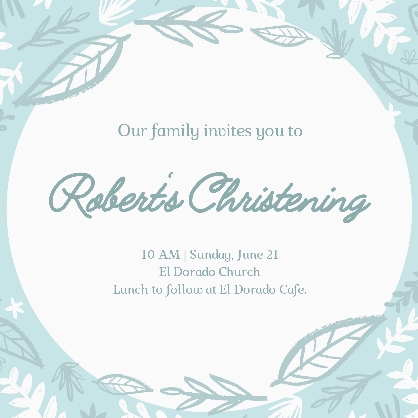 Our family invites you to
Robert's Christening
10 AM | Sunday, June 21
El Dorado Church
Lunch to follow at El Dorado Cafe.